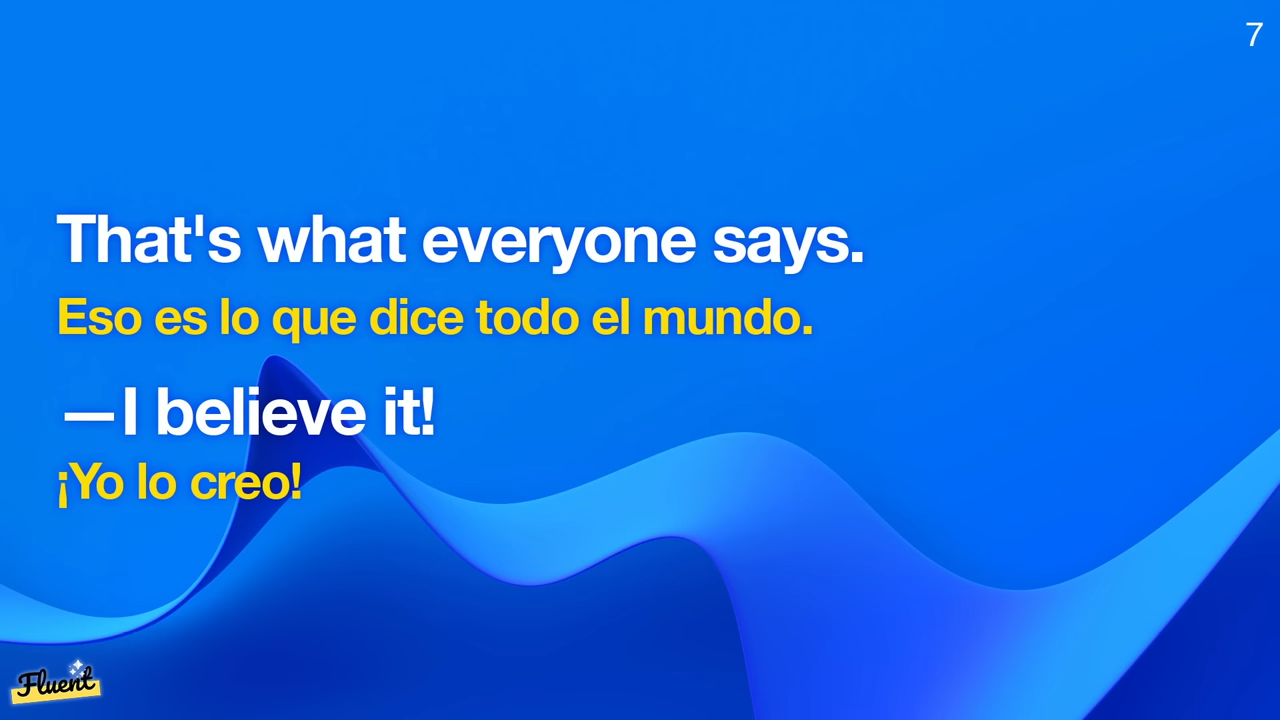 7
That's what everyone says.
Eso es lo que dice todo el mundo.
—I believe it!
¡Yo lo creo!
Fluent